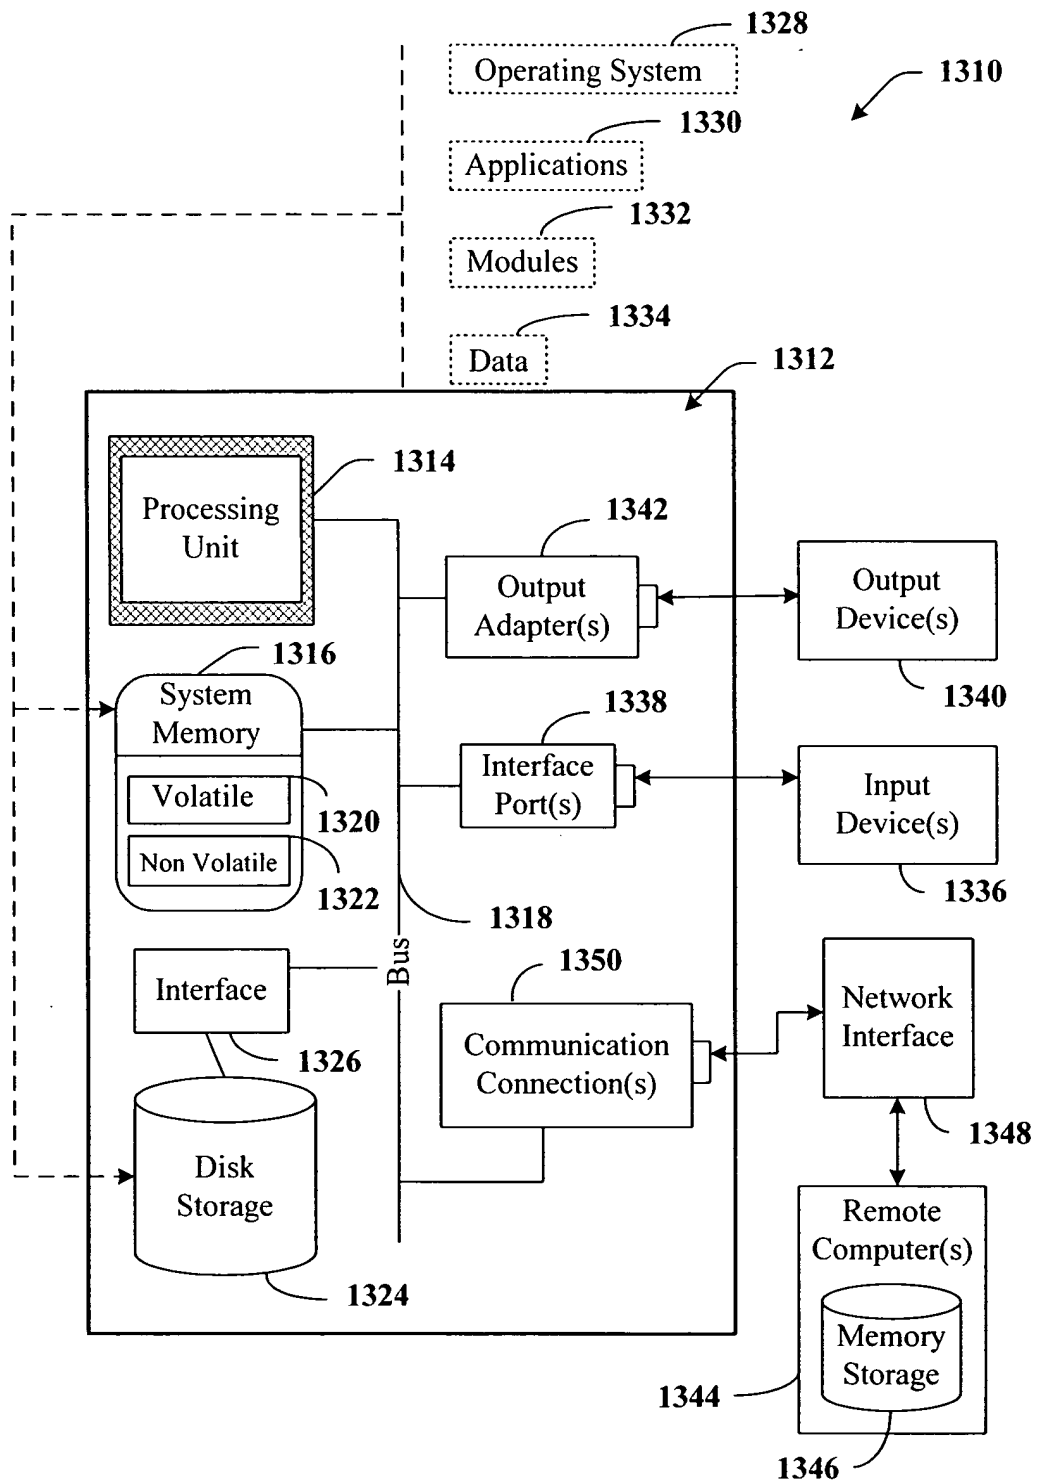 1328
Operating System
1310
1330
Applications
1332
Modules
1334
Data
1312
1314
Processing
Unit
1342
Output
Adapter(s)
Output
Device(s)
1340
1316
System
Memory
1338
Interface
Port(s)
Input
Device(s)
1336
Volatile
1320
Non Volatile
1322
1318
Bus
1350
Interface
1326
Communication
Connection(s)
Network
Interface
1348
Disk
Storage
1324
Remote
Computer(s)
Memory
Storage
1344
1346